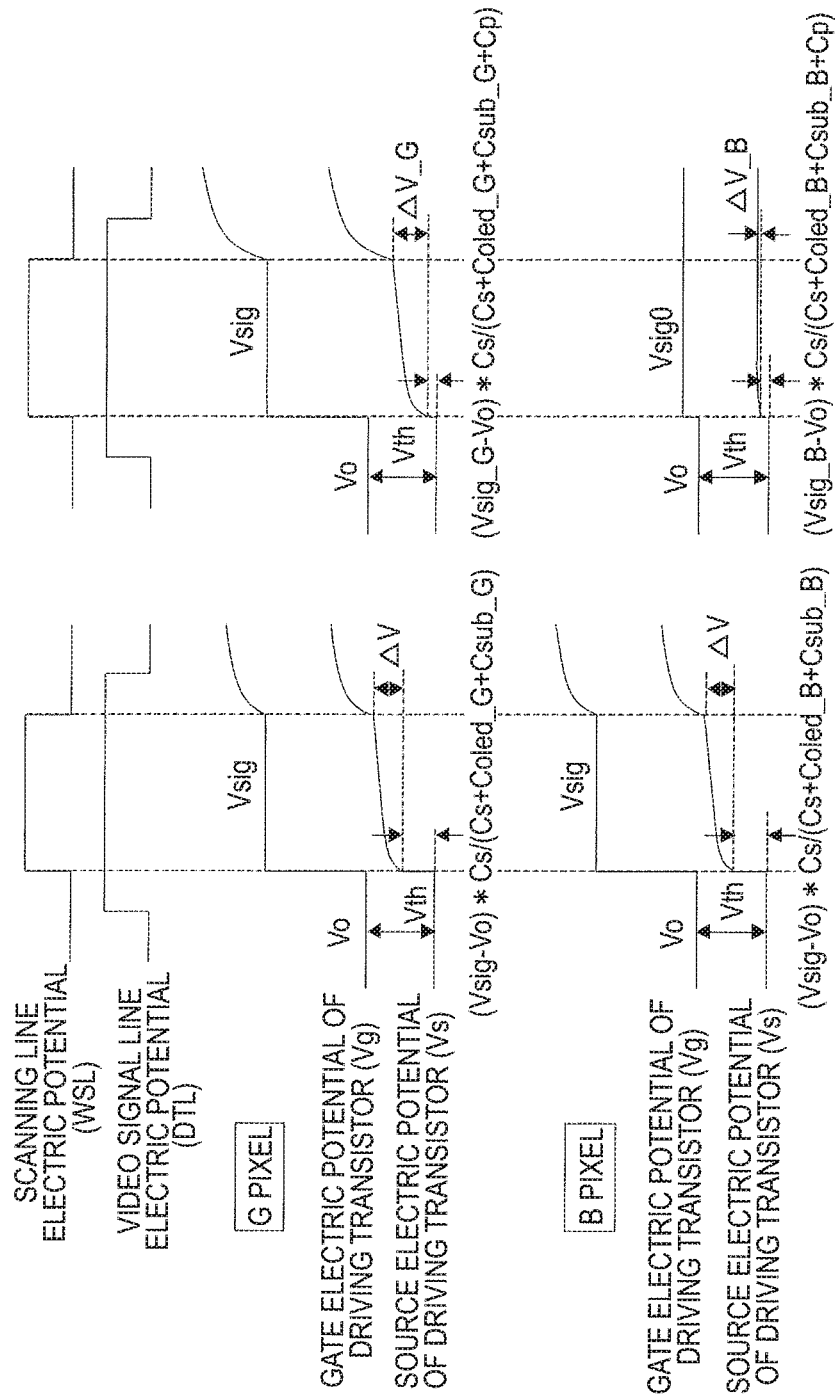 SCANNING LINE
ELECTRIC POTENTIAL
(WSL)
VIDEO SIGNAL LINE
ELECTRIC POTENTIAL
(DTL)
G PIXEL
GATE ELECTRIC POTENTIAL OF
DRIVING TRANSISTOR (Vg)
SOURCE ELECTRIC POTENTIAL
OF DRIVING TRANSISTOR (Vs)
Vo
Vth
Vsig
ΔV
(Vsig-Vo) * Cs/(Cs+Coled_G+Csub_G)
Vo
Vth
Vsig
ΔV_G
(Vsig_G-Vo) * Cs/(Cs+Coled_G+Csub_G+Cp)
B PIXEL
GATE ELECTRIC POTENTIAL OF
DRIVING TRANSISTOR (Vg)
SOURCE ELECTRIC POTENTIAL
OF DRIVING TRANSISTOR (Vs)
Vo
Vth
Vsig
ΔV
(Vsig-Vo) * Cs/(Cs+Coled_B+Csub_B)
Vo
Vth
Vsig0
ΔV_B
(Vsig_B-Vo) * Cs/(Cs+Coled_B+Csub_B+Cp)